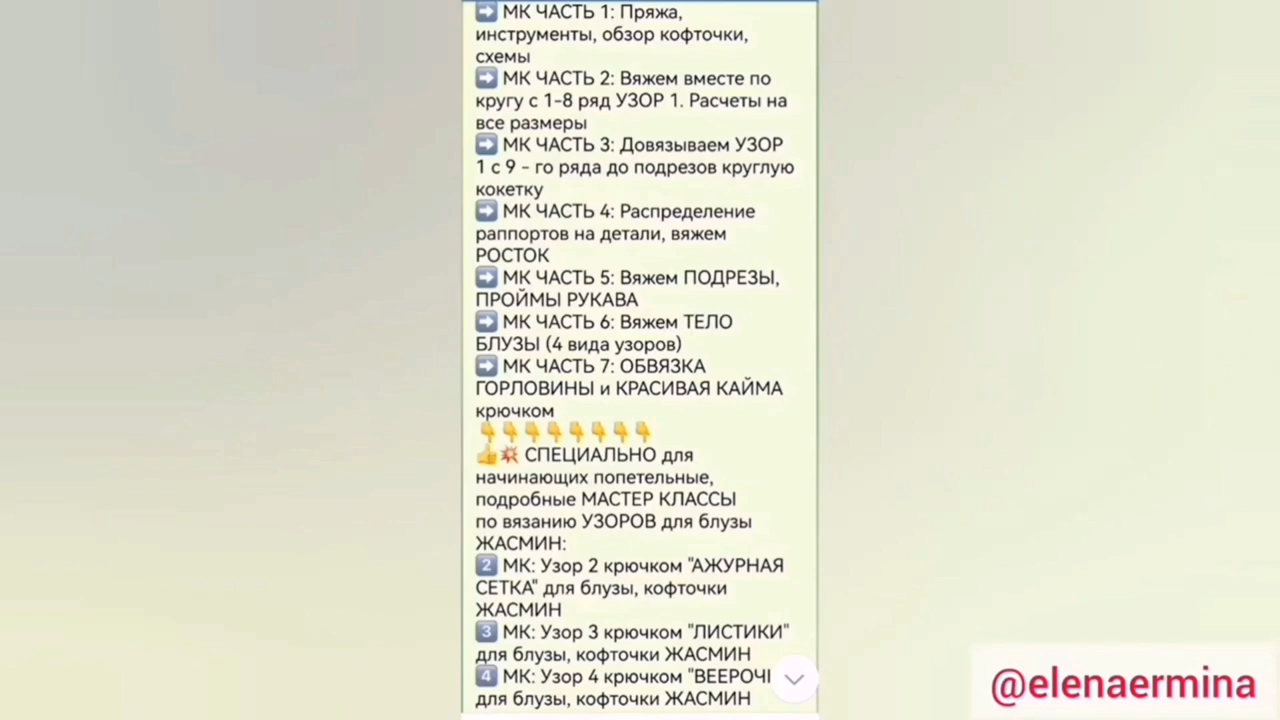 ➡️ МК ЧАСТЬ 1: Пряжа,
инструменты, обзор кофточки,
схемы
➡️ МК ЧАСТЬ 2: Вяжем вместе по
кругу с 1-8 ряд УЗОР 1. Расчеты на
все размеры
➡️ МК ЧАСТЬ 3: Довязываем УЗОР
1 с 9 - го ряда до подрезов круглую
кокетку
➡️ МК ЧАСТЬ 4: Распределение
раппортов на детали, вяжем
РОСТОК
➡️ МК ЧАСТЬ 5: Вяжем ПОДРЕЗЫ,
ПРОЙМЫ РУКАВА
➡️ МК ЧАСТЬ 6: Вяжем ТЕЛО
БЛУЗЫ (4 вида узоров)
➡️ МК ЧАСТЬ 7: ОБВЯЗКА
ГОРЛОВИНЫ и КРАСИВАЯ КАЙМА
крючком
👇👇👇👇👇👇👇👇
👍💥 СПЕЦИАЛЬНО для
начинающих попетельные,
подробные МАСТЕР КЛАССЫ
по вязанию УЗОРОВ для блузы
ЖАСМИН:
2️⃣ МК: Узор 2 крючком "АЖУРНАЯ
СЕТКА" для блузы, кофточки
ЖАСМИН
3️⃣ МК: Узор 3 крючком "ЛИСТИКИ"
для блузы, кофточки ЖАСМИН
4️⃣ МК: Узор 4 крючком
для блузы, кофточки ЖАСМИН
@elenaermina